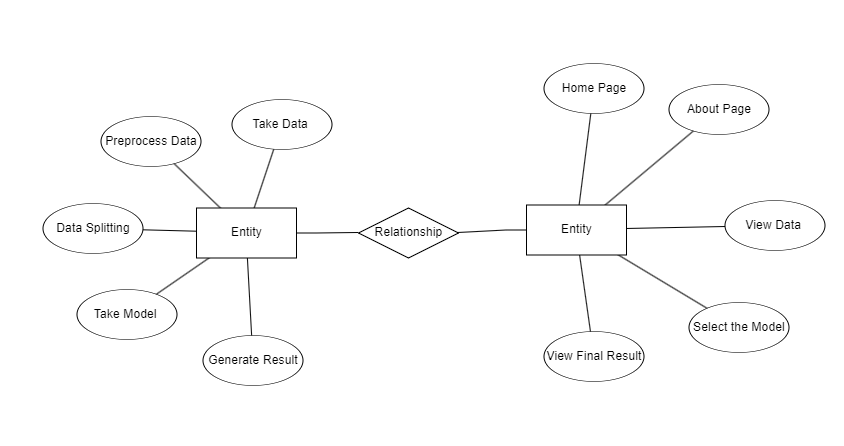 Home Page
About Page
Take Data
Preprocess Data
Data Splitting
Entity
Relationship
Entity
View Data
Take Model
Select the Model
Generate Result
View Final Result